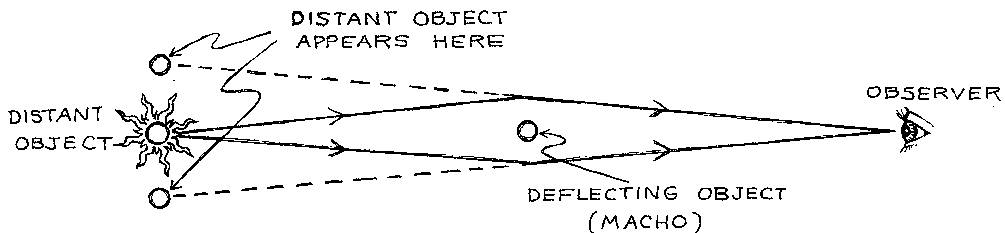 DISTANT OBJECT
APPEARS HERE
DISTANT
OBJECT
OBSERVER
DEFLECTING OBJECT
(MACHO)